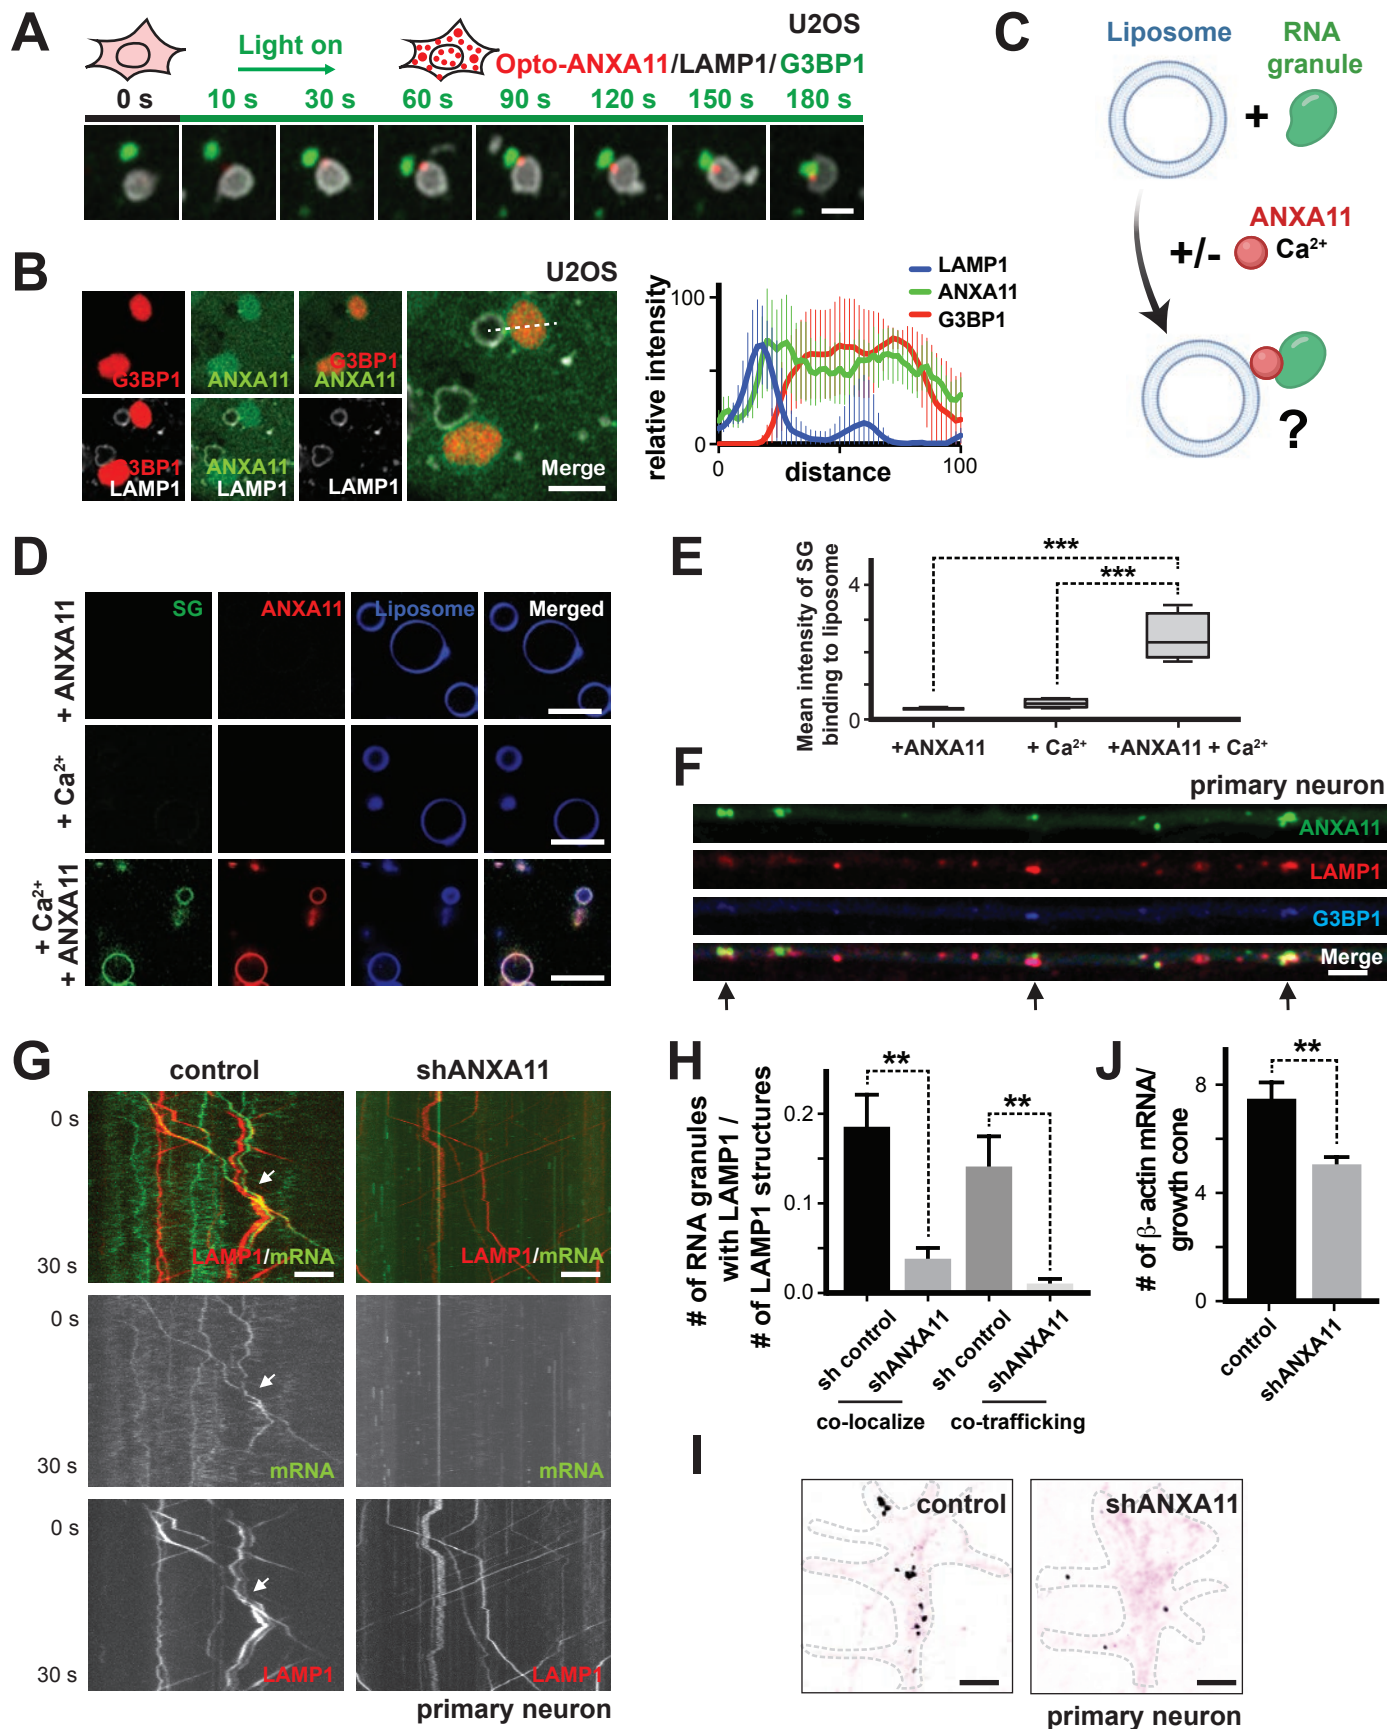 A
Light on
U2OS
Opto-ANXA11/LAMP1/G3BP1
0 s 10 s 30 s 60 s 90 s 120 s 150 s 180 s
B
U2OS
G3BP1
ANXA11
G3BP1
ANXA11
3BP1
LAMP1
ANXA11
LAMP1
LAMP1
Merge
relative intensity
100
0
0
100
distance
LAMP1
ANXA11
G3BP1
C
Liposome
RNA
granule
+
+/-
ANXA11
Ca²⁺
?
D
SG
ANXA11
Liposome
Merged
+ ANXA11
+ Ca²⁺
+ Ca²⁺
+ ANXA11
E
Mean intensity of SG
binding to liposome
4
0
***
***
+ANXA11
+ Ca²⁺
+ANXA11 + Ca²⁺
F
primary neuron
ANXA11
LAMP1
G3BP1
Merge
G
control
shANXA11
0 s
30 s
LAMP1/mRNA
LAMP1/mRNA
0 s
30 s
mRNA
mRNA
0 s
30 s
LAMP1
LAMP1
primary neuron
H
# of RNA granules
with LAMP1 /
# of LAMP1 structures
0.2
0.1
0.0
**
**
sh control
shANXA11
sh control
shANXA11
co-localize
co-trafficking
J
# of β- actin mRNA/
growth cone
8
4
0
**
control
shANXA11
I
control
shANXA11
primary neuron